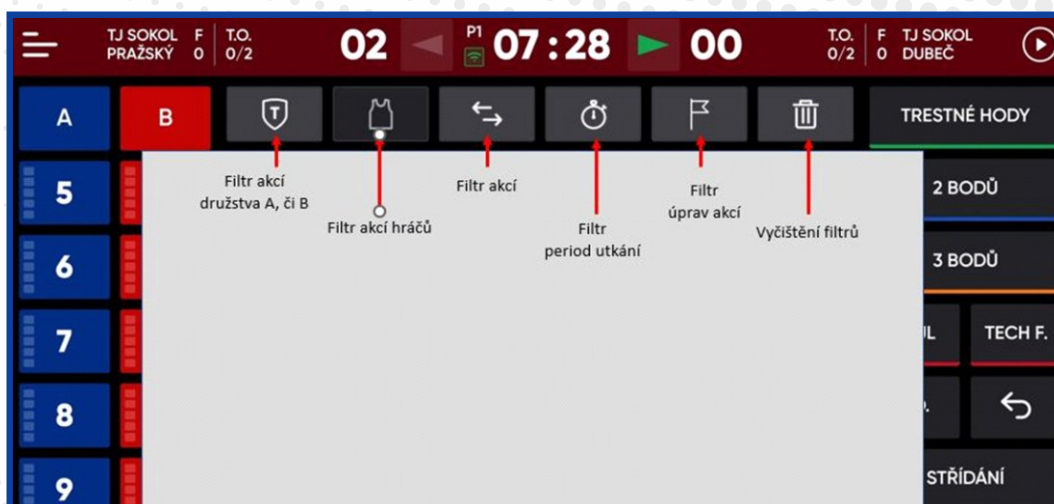 TJ SOKOL
PRAŽSKÝ
F
0
T.O.
0/2
02
P1
07:28
00
T.O.
0/2
F
0
TJ SOKOL
DUBEČ
A
B
T
TRESTNÉ HODY
Filtr akcí
družstva A, či B
Filtr akcí hráčů
Filtr akcí
Filtr
period utkání
Filtr
úprav akcí
Vyčištění filtrů
5
2 BODŮ
6
3 BODŮ
7
TECH F.
8
9
STŘÍDÁNÍ